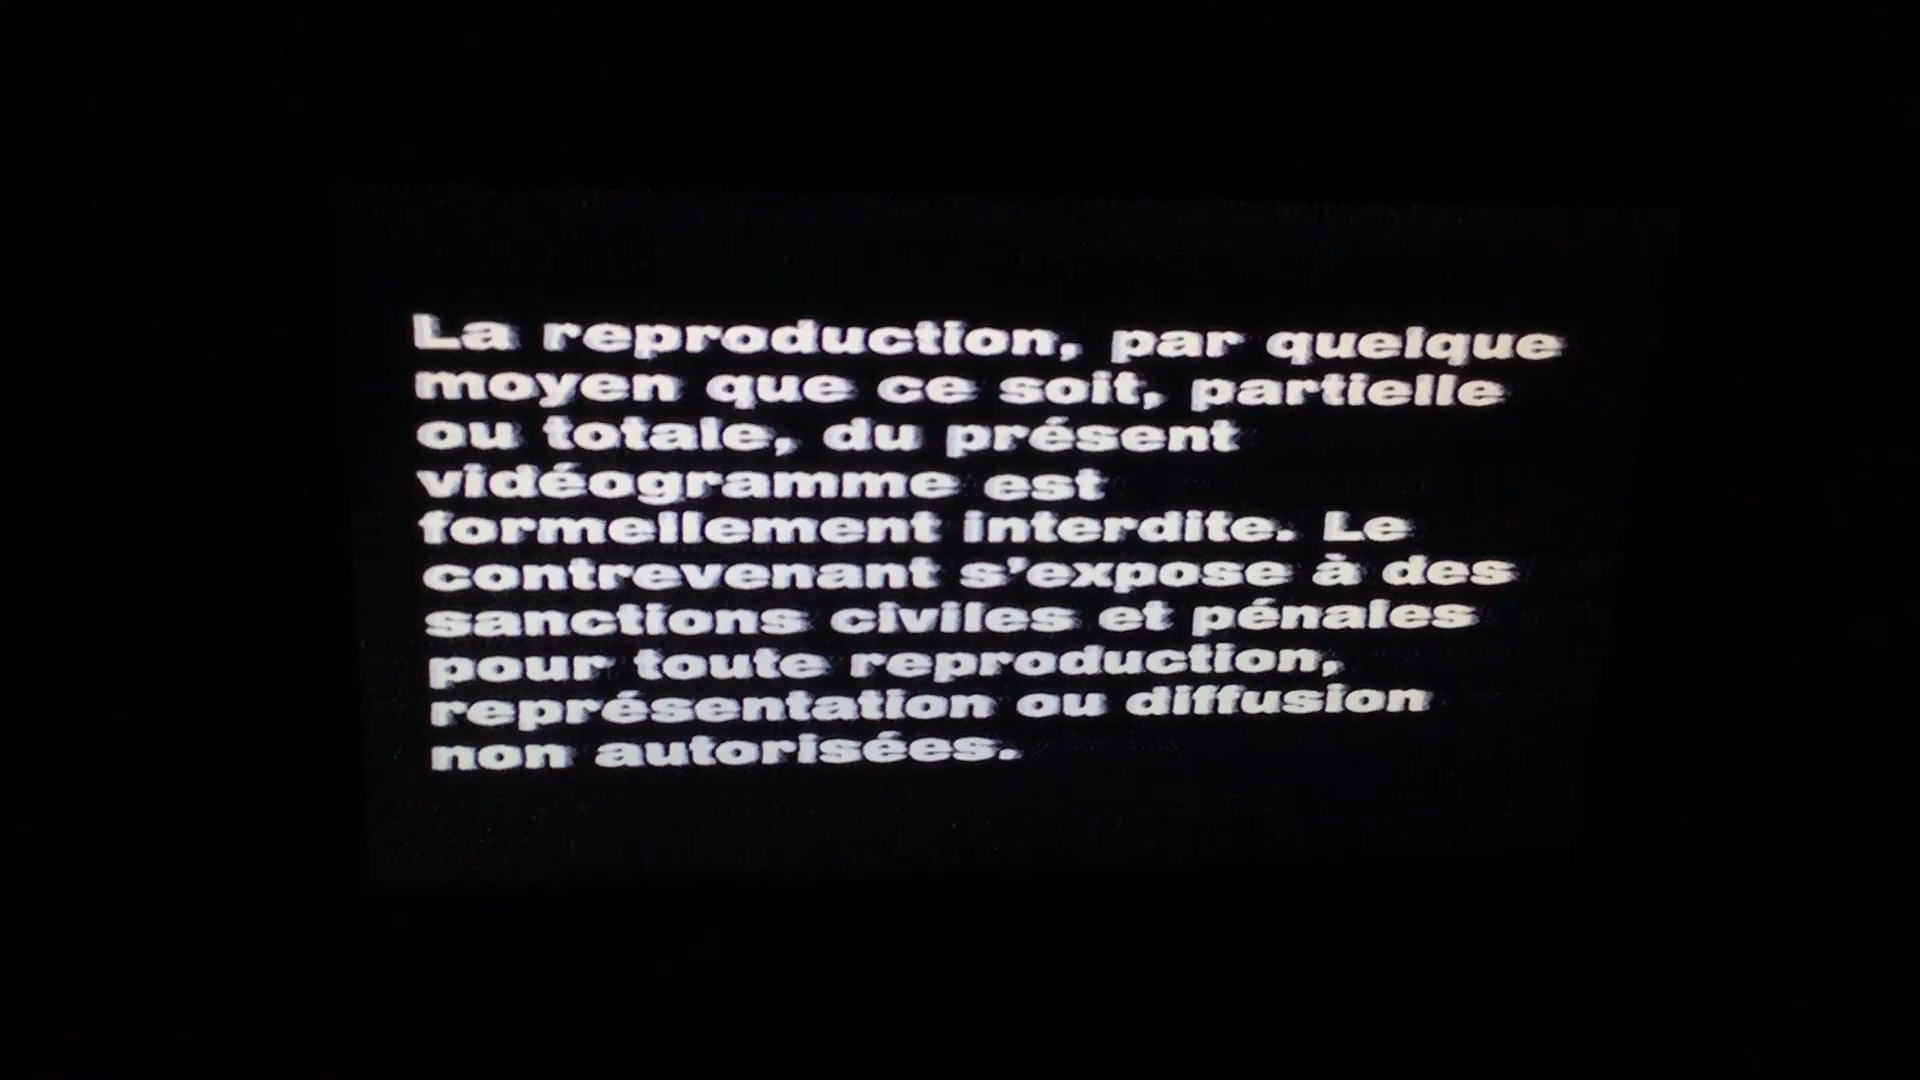 La reproduction, par quelque
moyen que ce soit, partielle
ou totale, du présent
vidéogramme est
formellement interdite. Le
contrevenant s'expose à des
sanctions civiles et pénales
pour toute reproduction,
représentation ou diffusion
non autorisées.